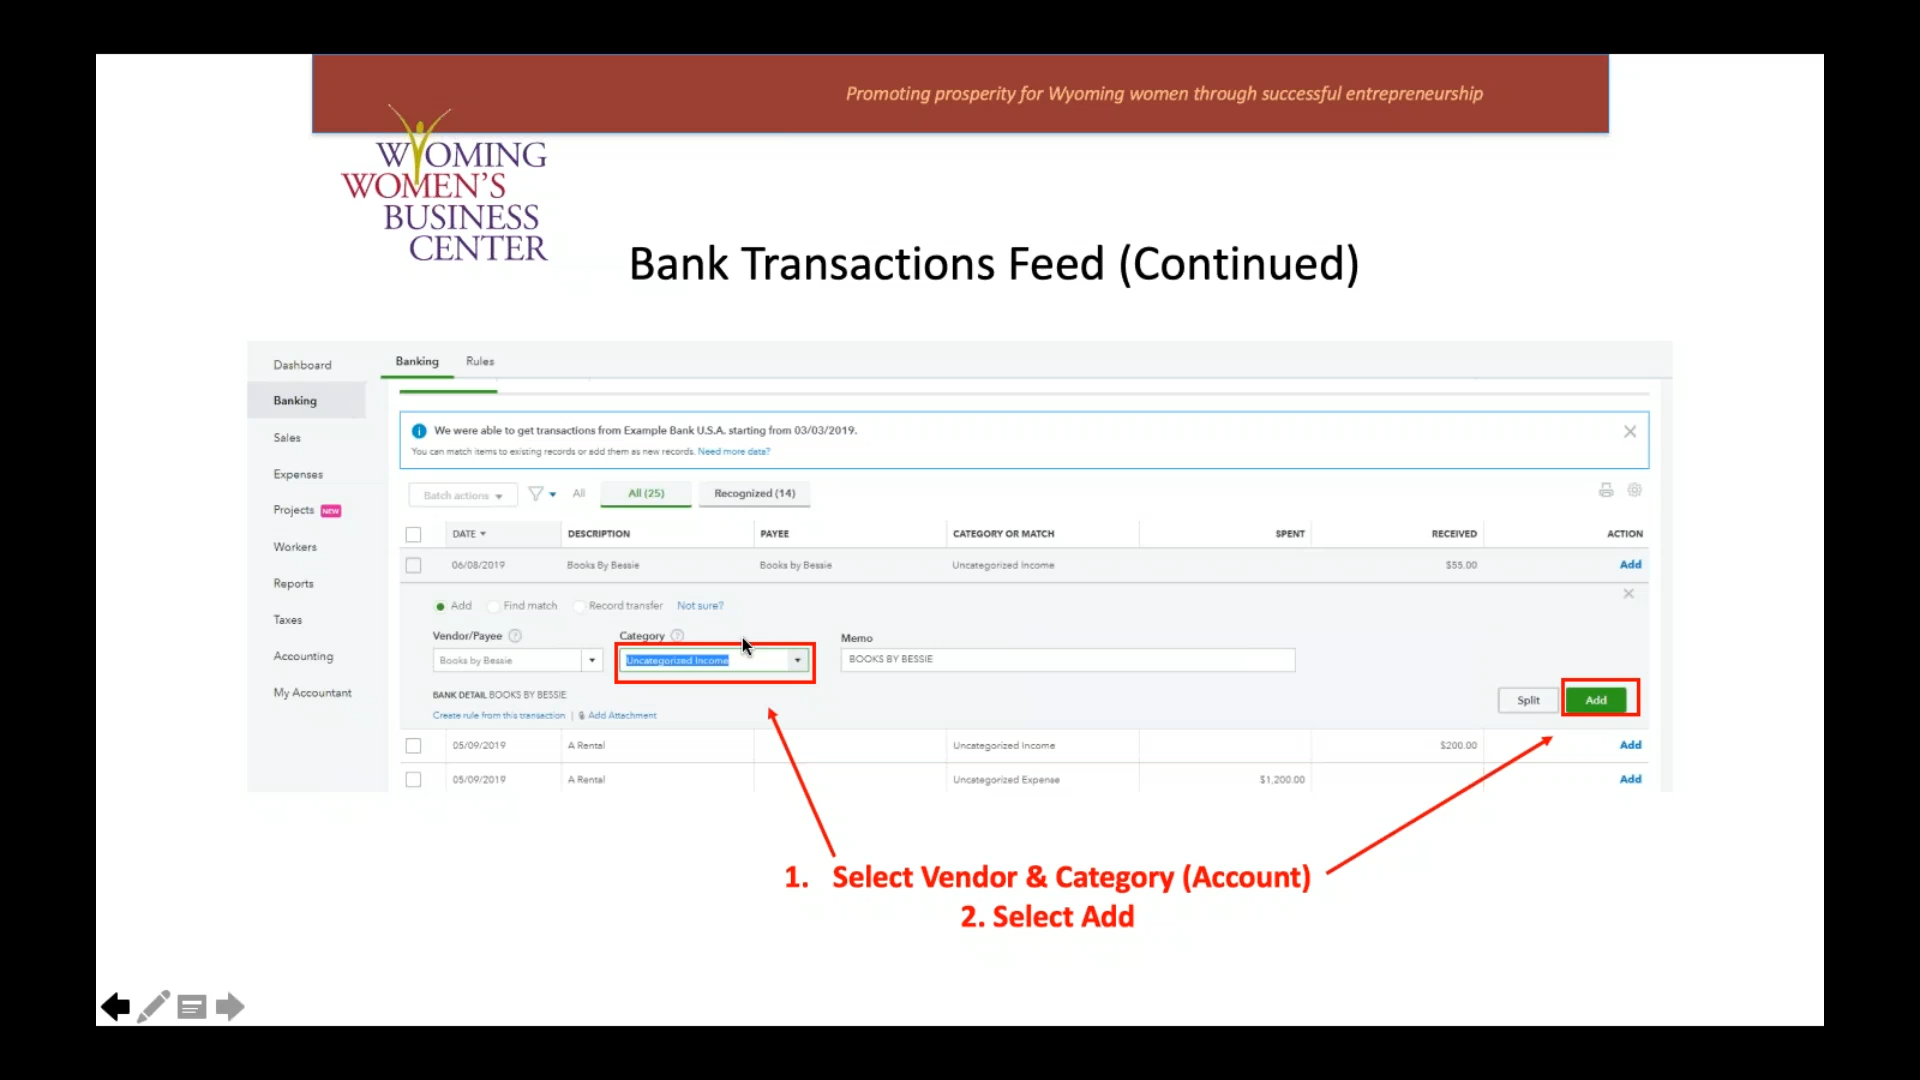 Promoting prosperity for Wyoming women through successful entrepreneurship
WYOMING
WOMEN'S
BUSINESS
CENTER
Bank Transactions Feed (Continued)
Dashboard
Banking
Sales
Expenses
Projects NEW
Workers
Reports
Taxes
Accounting
My Accountant
Banking Rules
We were able to get transactions from Example Bank U.S.A. starting from 03/03/2019.
You can match items to existing records or add them as new records. Need more data?
Batch actions All All (25) Recognized (14)
DATE DESCRIPTION PAYEE CATEGORY OR MATCH SPENT RECEIVED ACTION
06/08/2019 Books By Bessie Books by Bessie Uncategorized Income $55.00 Add
Add Find match Record transfer Not sure?
Vendor/Payee Category Memo
Books by Bessie Uncategorized Income BOOKS BY BESSIE
BANK DETAIL BOOKS BY BESSIE
Split Add
Create rule from this transaction | Add Attachment
05/09/2019 A Rental Uncategorized Income $200.00 Add
05/09/2019 A Rental Uncategorized Expense $1,200.00 Add
1. Select Vendor & Category (Account)
2. Select Add